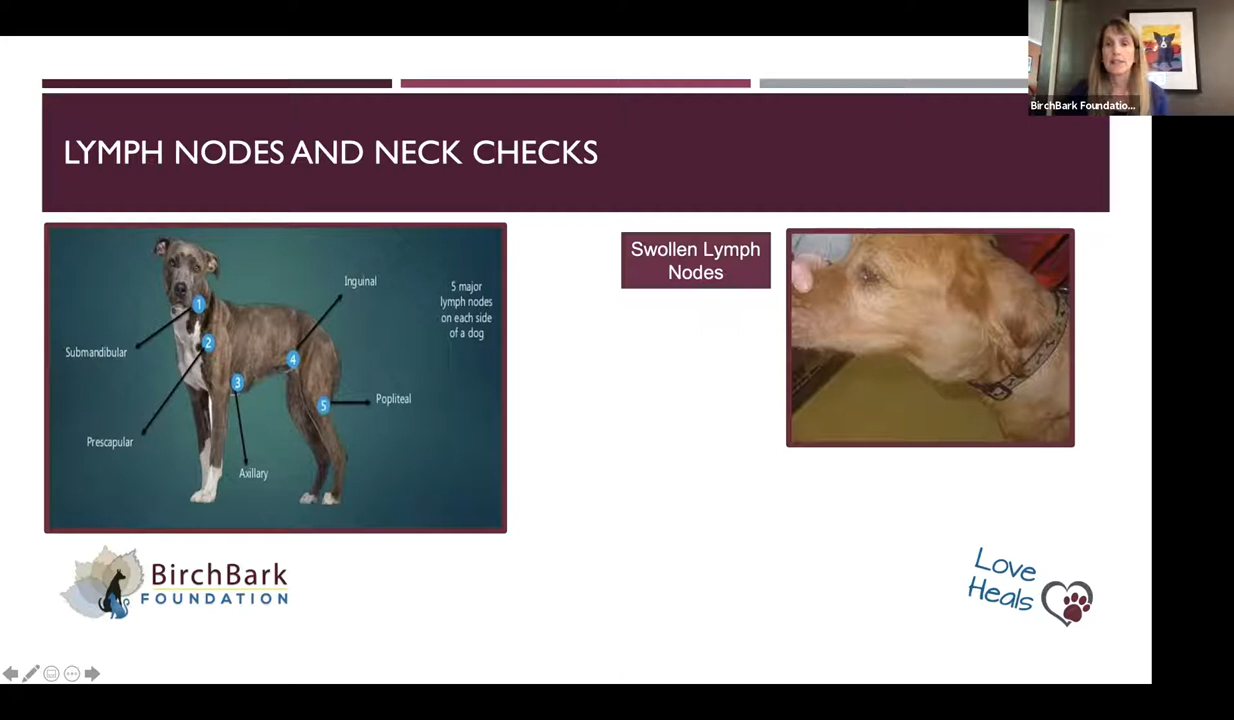 BirchBark Foundatio...
LYMPH NODES AND NECK CHECKS
1
2
3
4
5
Submandibular
Prescapular
Axillary
Inguinal
Popliteal
5 major
lymph nodes
on each side
of a dog
Swollen Lymph
Nodes
BirchBark
FOUNDATION
Love
Heals